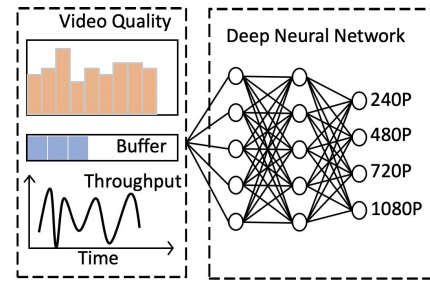 Video Quality
Buffer
Throughput
Time
Deep Neural Network
240P
480P
720P
1080P